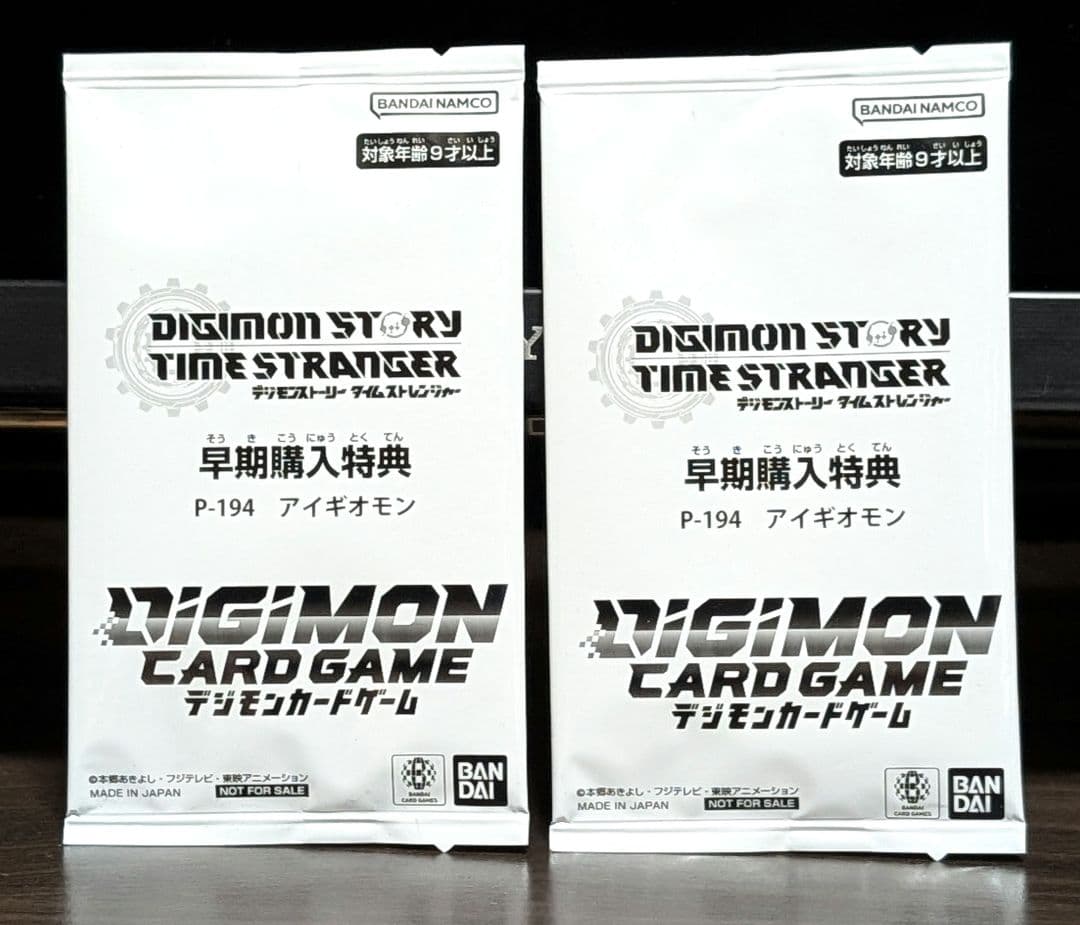 BANDAI NAMCO
たいしょうねんれい さいいじょう
対象年齢9才以上
DIGIMON STORY
TIME STRANGER
デジモンストーリー タイムストレンジャー
そうきこうにゅうとくてん
早期購入特典
P-194 アイギオモン
DIGIMON
CARD GAME
デジモンカードゲーム
©本郷あきよし・フジテレビ・東映アニメーション
MADE IN JAPAN NOT FOR SALE
BANDAI
CARD GAMES
BAN
DAI
BANDAI NAMCO
たいしょうねんれい さいいじょう
対象年齢9才以上
DIGIMON STORY
TIME STRANGER
デジモンストーリー タイムストレンジャー
そうきこうにゅうとくてん
早期購入特典
P-194 アイギオモン
DIGIMON
CARD GAME
デジモンカードゲーム
©本郷あきよし・フジテレビ・東映アニメーション
MADE IN JAPAN NOT FOR SALE
BANDAI
CARD GAMES
BAN
DAI